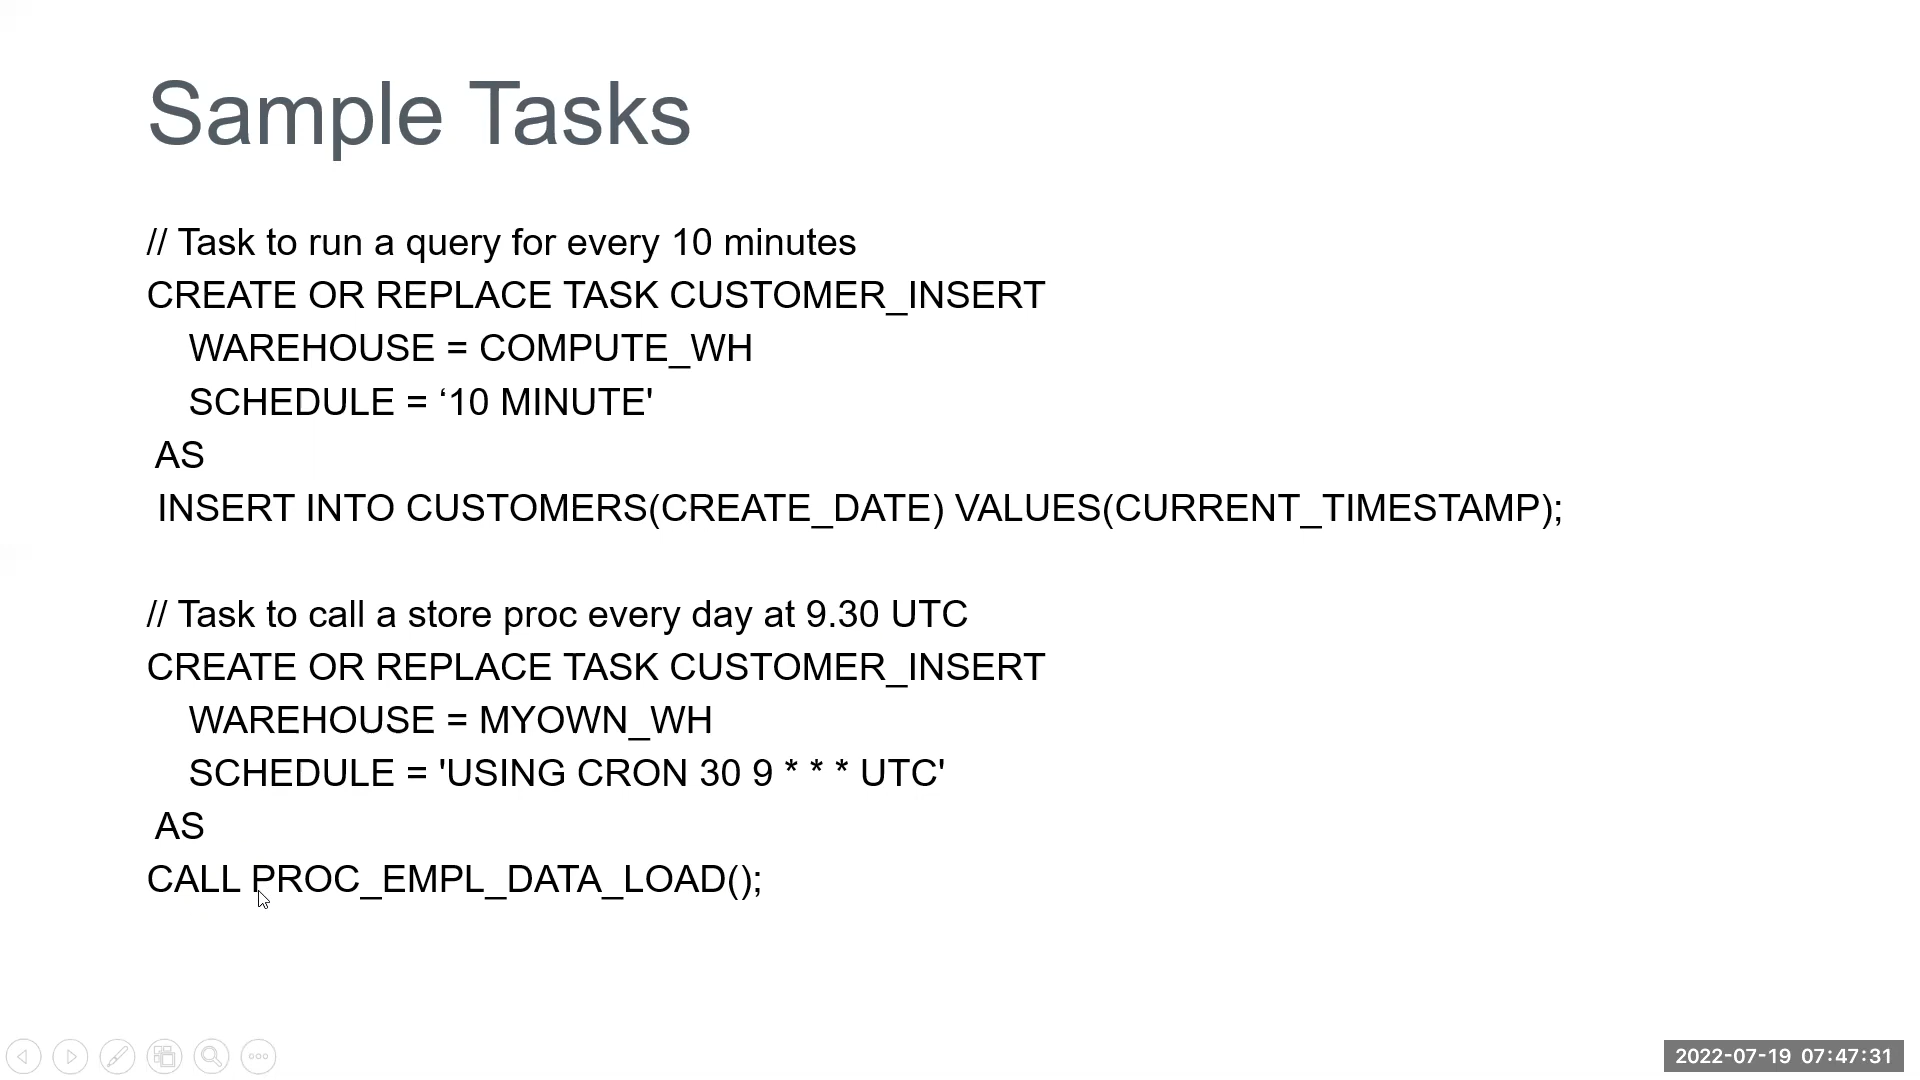 Sample Tasks
// Task to run a query for every 10 minutes
CREATE OR REPLACE TASK CUSTOMER_INSERT
WAREHOUSE = COMPUTE_WH
SCHEDULE = ‘10 MINUTE'
AS
INSERT INTO CUSTOMERS(CREATE_DATE) VALUES(CURRENT_TIMESTAMP);
// Task to call a store proc every day at 9.30 UTC
CREATE OR REPLACE TASK CUSTOMER_INSERT
WAREHOUSE = MYOWN_WH
SCHEDULE = 'USING CRON 30 9 * * * UTC'
AS
CALL PROC_EMPL_DATA_LOAD();
2022-07-19 07:47:31